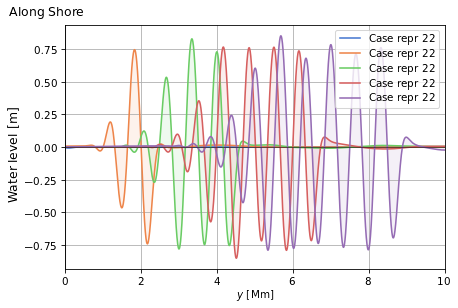 Along Shore
Water level [m]
0.75
0.50
0.25
0.00
−0.25
−0.50
−0.75
Case repr 22
Case repr 22
Case repr 22
Case repr 22
Case repr 22
0 2 4 6 8 10
y [Mm]